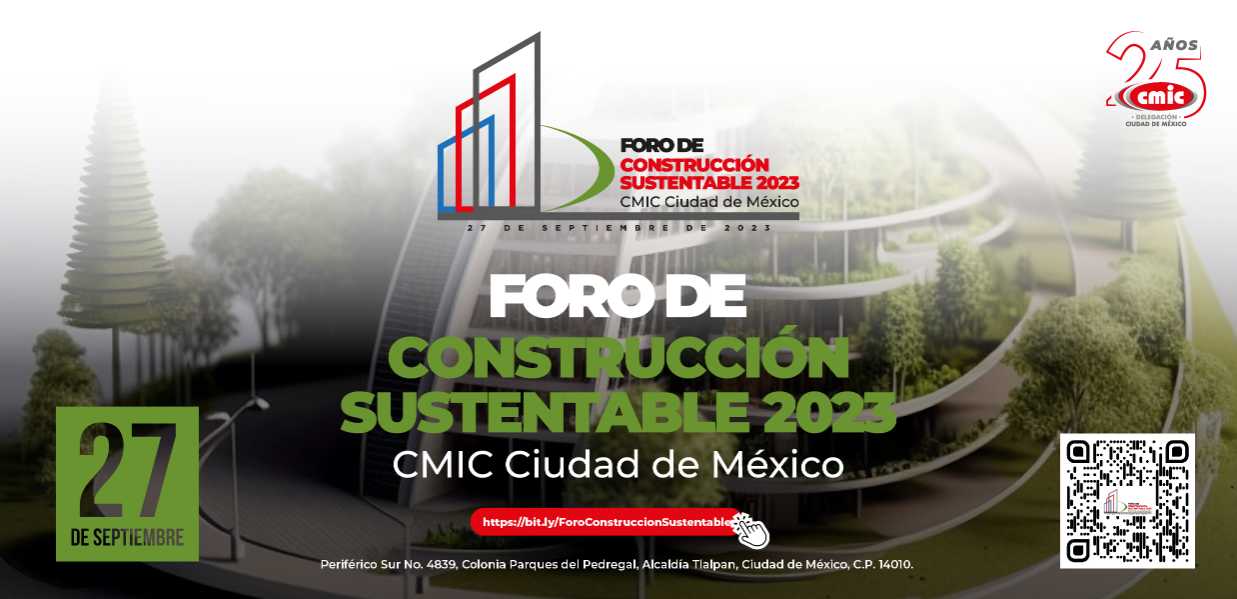 25 AÑOS
cmic
· DELEGACIÓN ·
CIUDAD DE MÉXICO
FORO DE
CONSTRUCCIÓN
SUSTENTABLE 2023
CMIC Ciudad de México
27 DE SEPTIEMBRE DE 2023
FORO DE
CONSTRUCCIÓN
SUSTENTABLE 2023
CMIC Ciudad de México
27
DE SEPTIEMBRE
https://bit.ly/ForoConstruccionSustentable
Periférico Sur No. 4839, Colonia Parques del Pedregal, Alcaldía Tlalpan, Ciudad de México, C.P. 14010.